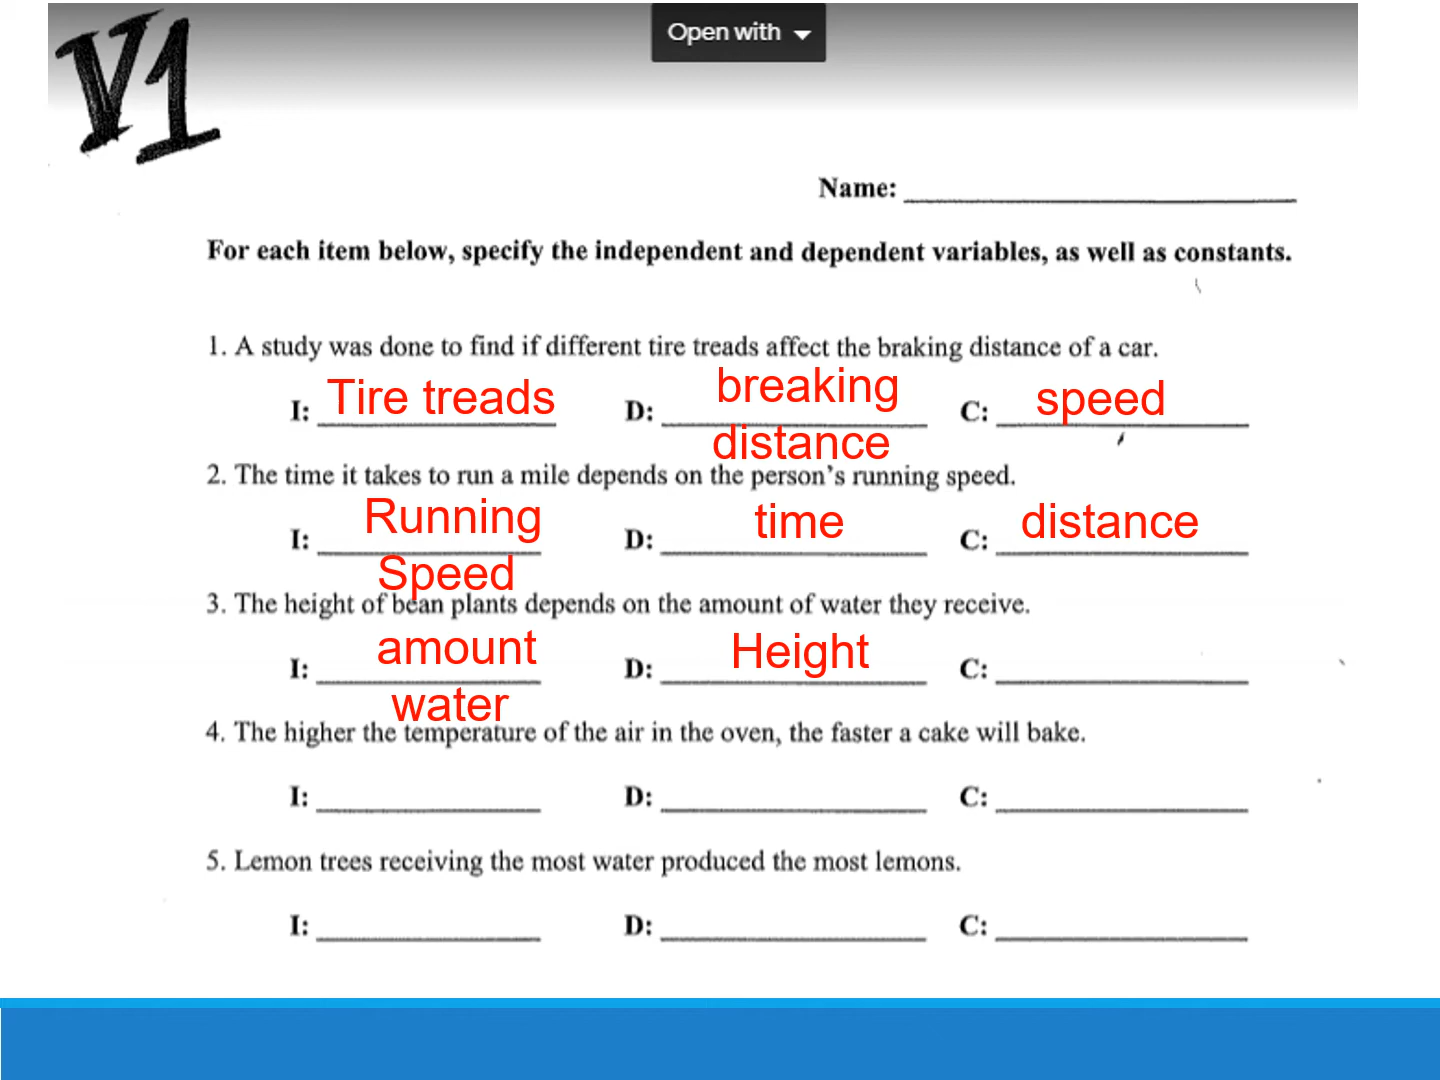 V1
Open with
Name:
For each item below, specify the independent and dependent variables, as well as constants.
1. A study was done to find if different tire treads affect the braking distance of a car.
I: Tire treads D: breaking distance C: speed
2. The time it takes to run a mile depends on the person's running speed.
I: Running Speed D: time C: distance
3. The height of bean plants depends on the amount of water they receive.
I: amount water D: Height C:
4. The higher the temperature of the air in the oven, the faster a cake will bake.
I: D: C:
5. Lemon trees receiving the most water produced the most lemons.
I: D: C: